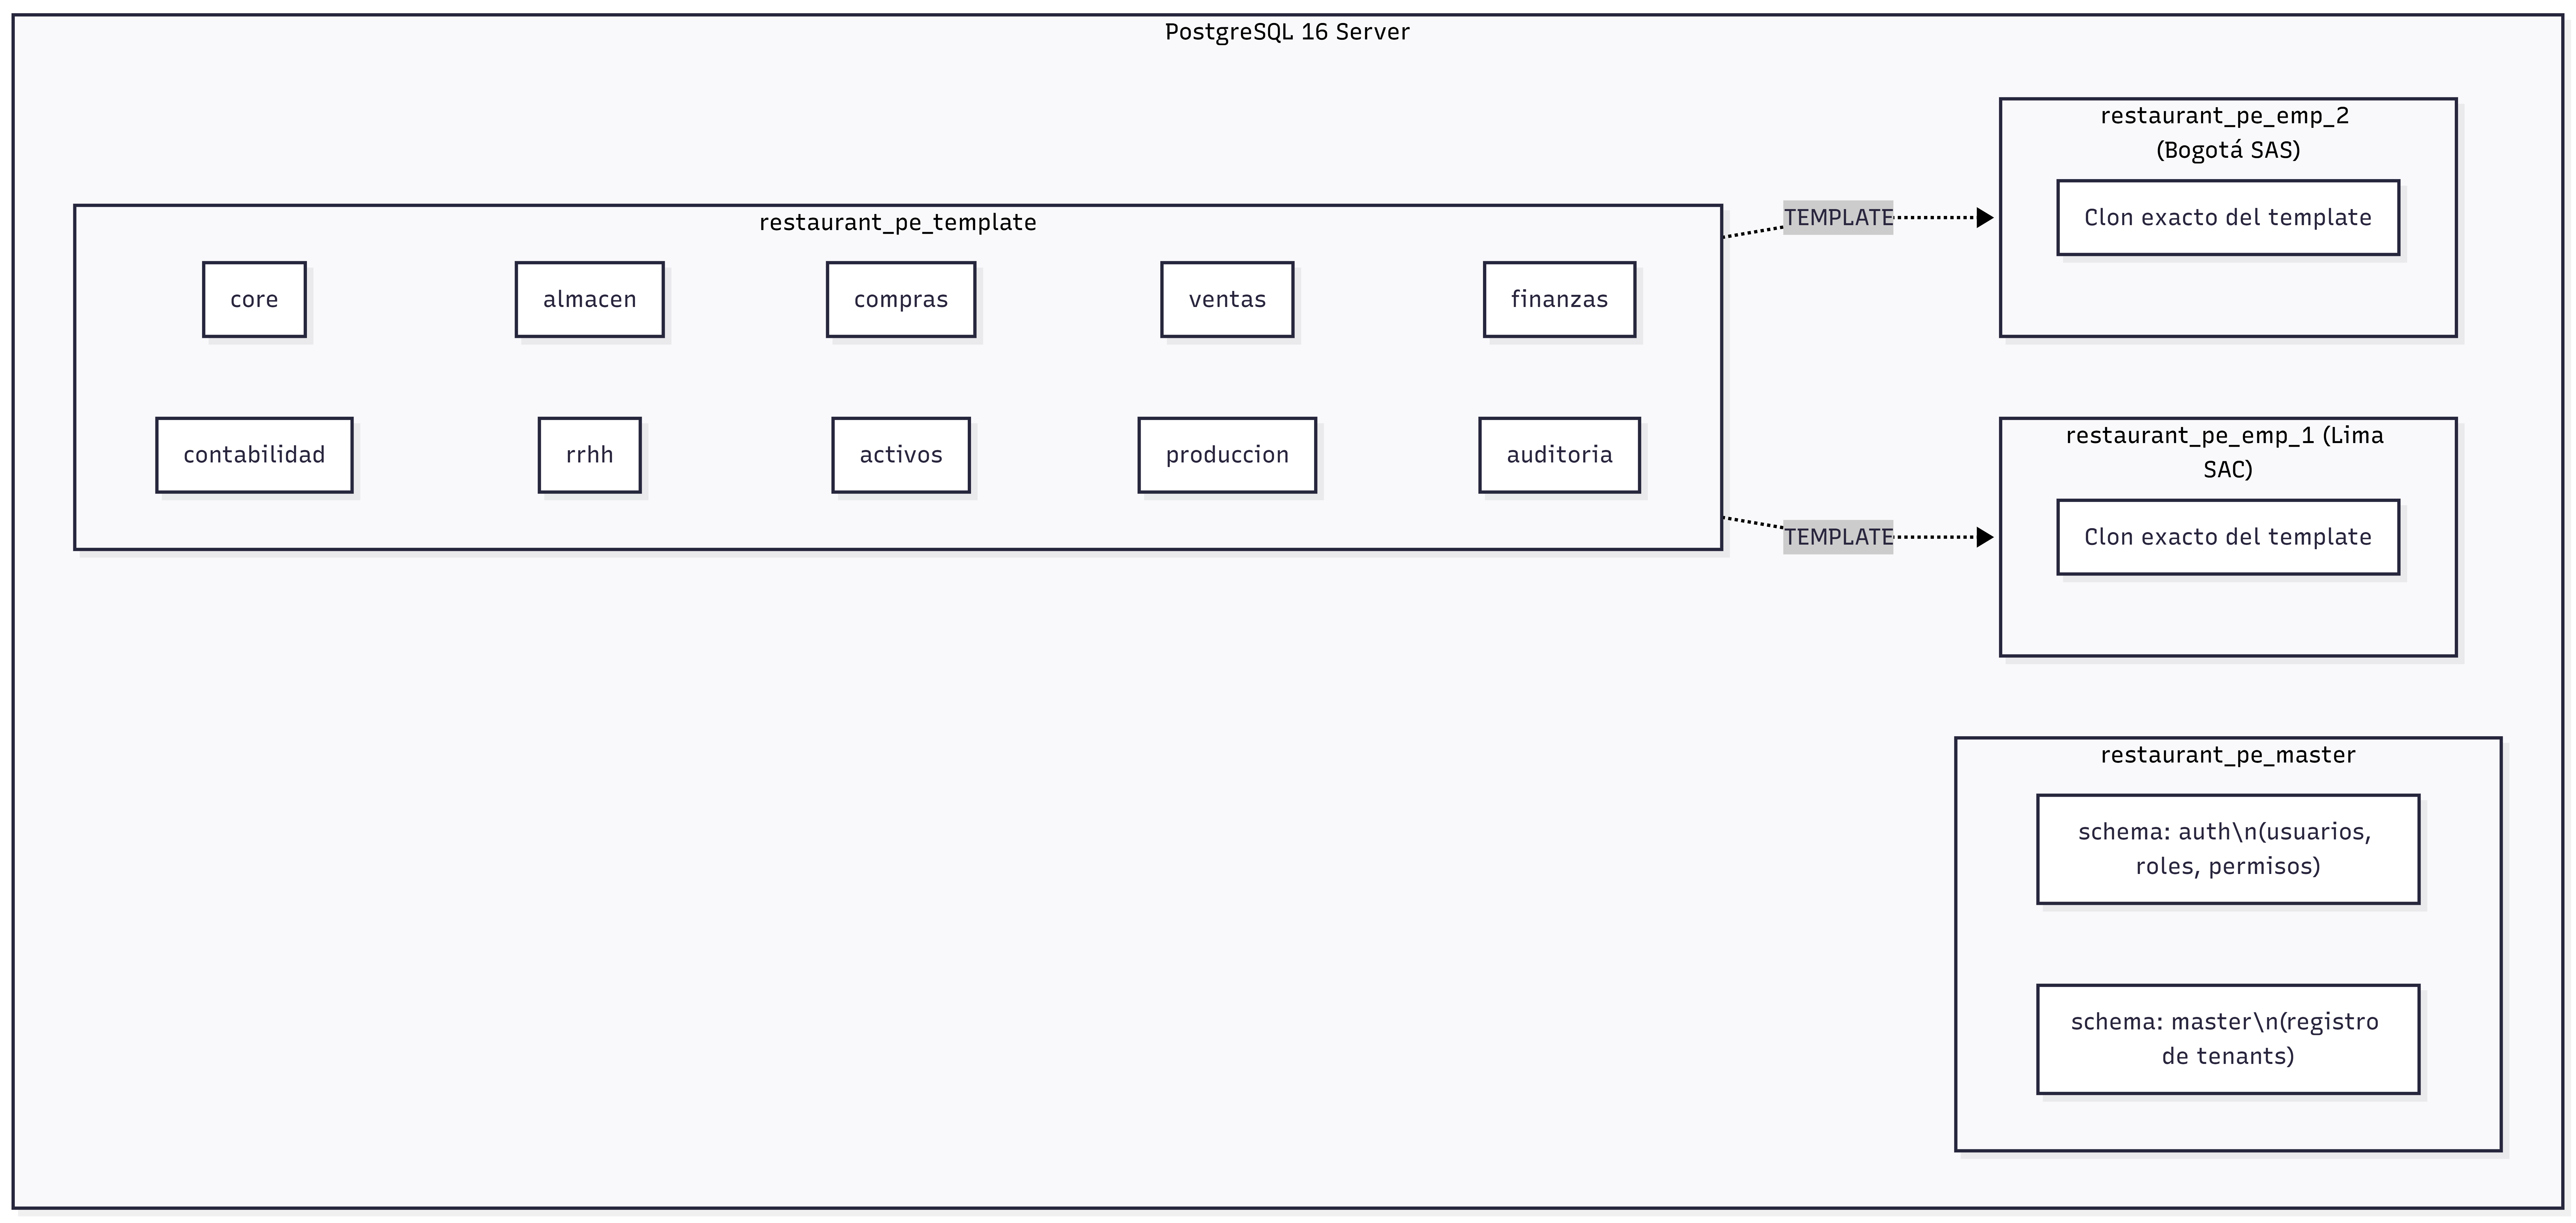 PostgreSQL 16 Server
restaurant_pe_template
core
almacen
compras
ventas
finanzas
contabilidad
rrhh
activos
produccion
auditoria
TEMPLATE
TEMPLATE
restaurant_pe_emp_2
(Bogotá SAS)
Clon exacto del template
restaurant_pe_emp_1 (Lima
SAC)
Clon exacto del template
restaurant_pe_master
schema: auth\n(usuarios,
roles, permisos)
schema: master\n(registro
de tenants)